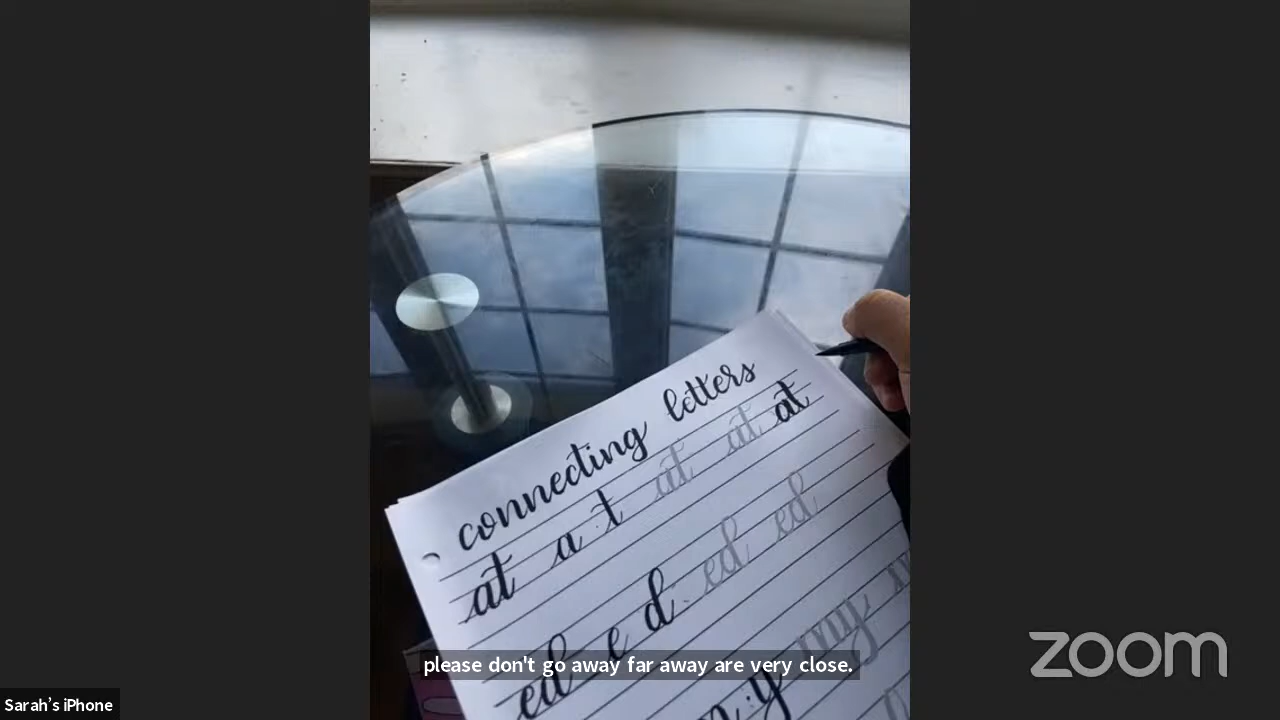 connecting letters
at a t at at at
ed e d ed ed
y my
please don't go away far away are very close.
zoom
Sarah's iPhone